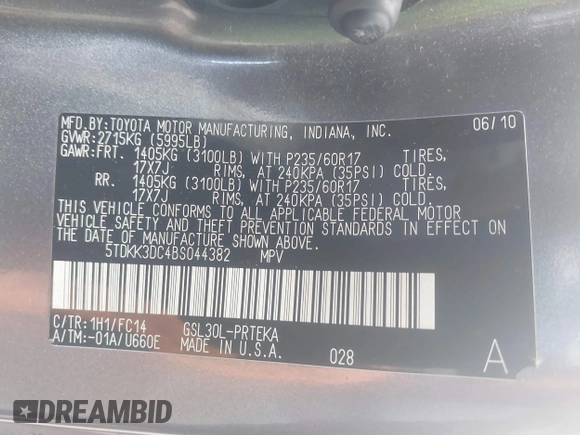 MFD.BY:TOYOTA MOTOR MANUFACTURING, INDIANA, INC. 06/10
GVWR:2715KG (5995LB)
GAWR:FRT. 1405KG (3100LB) WITH P235/60R17 TIRES,
17X7J RIMS, AT 240KPA (35PSI) COLD.
RR. 1405KG (3100LB) WITH P235/60R17 TIRES,
17X7J RIMS, AT 240KPA (35PSI) COLD.
THIS VEHICLE CONFORMS TO ALL APPLICABLE FEDERAL MOTOR
VEHICLE SAFETY AND THEFT PREVENTION STANDARDS IN EFFECT ON
THE DATE OF MANUFACTURE SHOWN ABOVE.
5TDKK3DC4BS044382 MPV
C/TR:1H1/FC14 GSL30L-PRTEKA
A/TM:-01A/U660E MADE IN U.S.A. 028 A
DREAMBID